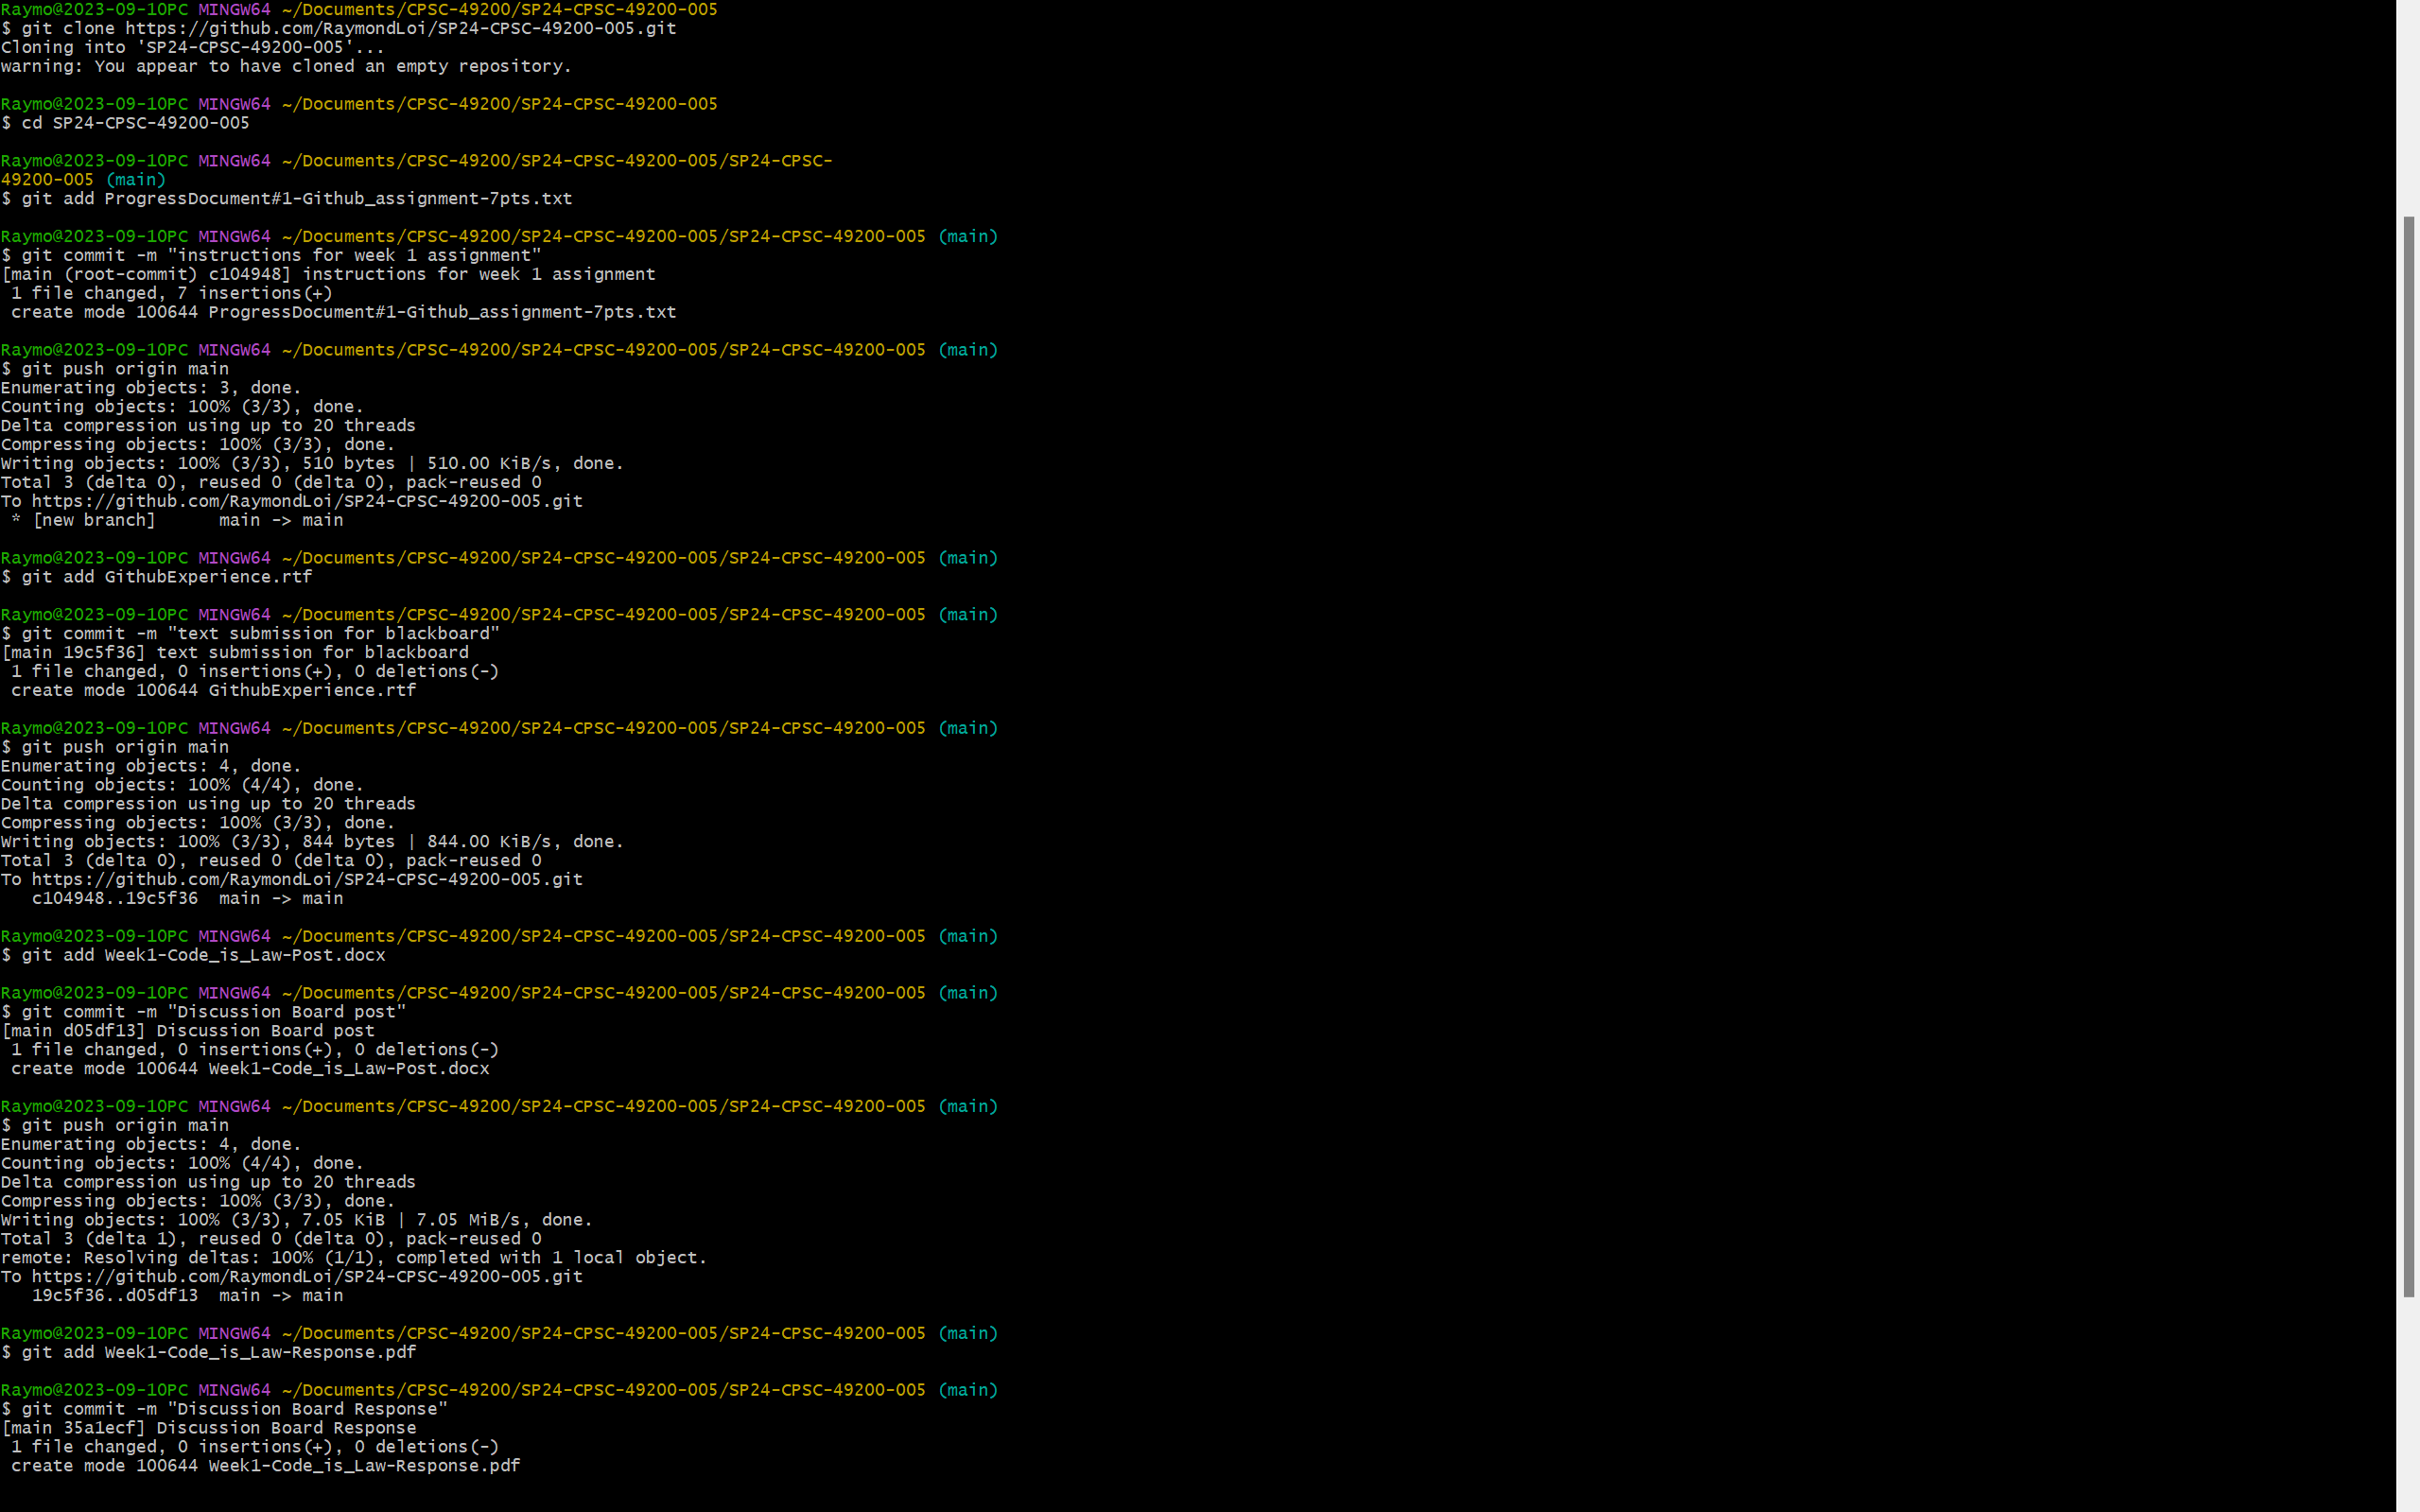 Raymo@2023-09-10PC MINGW64 ~/Documents/CPSC-49200/SP24-CPSC-49200-005
$ git clone https://github.com/RaymondLoi/SP24-CPSC-49200-005.git
Cloning into 'SP24-CPSC-49200-005'...
warning: You appear to have cloned an empty repository.

Raymo@2023-09-10PC MINGW64 ~/Documents/CPSC-49200/SP24-CPSC-49200-005
$ cd SP24-CPSC-49200-005

Raymo@2023-09-10PC MINGW64 ~/Documents/CPSC-49200/SP24-CPSC-49200-005/SP24-CPSC-
49200-005 (main)
$ git add ProgressDocument#1-Github_assignment-7pts.txt

Raymo@2023-09-10PC MINGW64 ~/Documents/CPSC-49200/SP24-CPSC-49200-005/SP24-CPSC-49200-005 (main)
$ git commit -m "instructions for week 1 assignment"
[main (root-commit) c104948] instructions for week 1 assignment
 1 file changed, 7 insertions(+)
 create mode 100644 ProgressDocument#1-Github_assignment-7pts.txt

Raymo@2023-09-10PC MINGW64 ~/Documents/CPSC-49200/SP24-CPSC-49200-005/SP24-CPSC-49200-005 (main)
$ git push origin main
Enumerating objects: 3, done.
Counting objects: 100% (3/3), done.
Delta compression using up to 20 threads
Compressing objects: 100% (3/3), done.
Writing objects: 100% (3/3), 510 bytes | 510.00 KiB/s, done.
Total 3 (delta 0), reused 0 (delta 0), pack-reused 0
To https://github.com/RaymondLoi/SP24-CPSC-49200-005.git
 * [new branch]      main -> main

Raymo@2023-09-10PC MINGW64 ~/Documents/CPSC-49200/SP24-CPSC-49200-005/SP24-CPSC-49200-005 (main)
$ git add GithubExperience.rtf

Raymo@2023-09-10PC MINGW64 ~/Documents/CPSC-49200/SP24-CPSC-49200-005/SP24-CPSC-49200-005 (main)
$ git commit -m "text submission for blackboard"
[main 19c5f36] text submission for blackboard
 1 file changed, 0 insertions(+), 0 deletions(-)
 create mode 100644 GithubExperience.rtf

Raymo@2023-09-10PC MINGW64 ~/Documents/CPSC-49200/SP24-CPSC-49200-005/SP24-CPSC-49200-005 (main)
$ git push origin main
Enumerating objects: 4, done.
Counting objects: 100% (4/4), done.
Delta compression using up to 20 threads
Compressing objects: 100% (3/3), done.
Writing objects: 100% (3/3), 844 bytes | 844.00 KiB/s, done.
Total 3 (delta 0), reused 0 (delta 0), pack-reused 0
To https://github.com/RaymondLoi/SP24-CPSC-49200-005.git
   c104948..19c5f36  main -> main

Raymo@2023-09-10PC MINGW64 ~/Documents/CPSC-49200/SP24-CPSC-49200-005/SP24-CPSC-49200-005 (main)
$ git add Week1-Code_is_Law-Post.docx

Raymo@2023-09-10PC MINGW64 ~/Documents/CPSC-49200/SP24-CPSC-49200-005/SP24-CPSC-49200-005 (main)
$ git commit -m "Discussion Board post"
[main d05df13] Discussion Board post
 1 file changed, 0 insertions(+), 0 deletions(-)
 create mode 100644 Week1-Code_is_Law-Post.docx

Raymo@2023-09-10PC MINGW64 ~/Documents/CPSC-49200/SP24-CPSC-49200-005/SP24-CPSC-49200-005 (main)
$ git push origin main
Enumerating objects: 4, done.
Counting objects: 100% (4/4), done.
Delta compression using up to 20 threads
Compressing objects: 100% (3/3), done.
Writing objects: 100% (3/3), 7.05 KiB | 7.05 MiB/s, done.
Total 3 (delta 1), reused 0 (delta 0), pack-reused 0
remote: Resolving deltas: 100% (1/1), completed with 1 local object.
To https://github.com/RaymondLoi/SP24-CPSC-49200-005.git
   19c5f36..d05df13  main -> main

Raymo@2023-09-10PC MINGW64 ~/Documents/CPSC-49200/SP24-CPSC-49200-005/SP24-CPSC-49200-005 (main)
$ git add Week1-Code_is_Law-Response.pdf

Raymo@2023-09-10PC MINGW64 ~/Documents/CPSC-49200/SP24-CPSC-49200-005/SP24-CPSC-49200-005 (main)
$ git commit -m "Discussion Board Response"
[main 35a1ecf] Discussion Board Response
 1 file changed, 0 insertions(+), 0 deletions(-)
 create mode 100644 Week1-Code_is_Law-Response.pdf